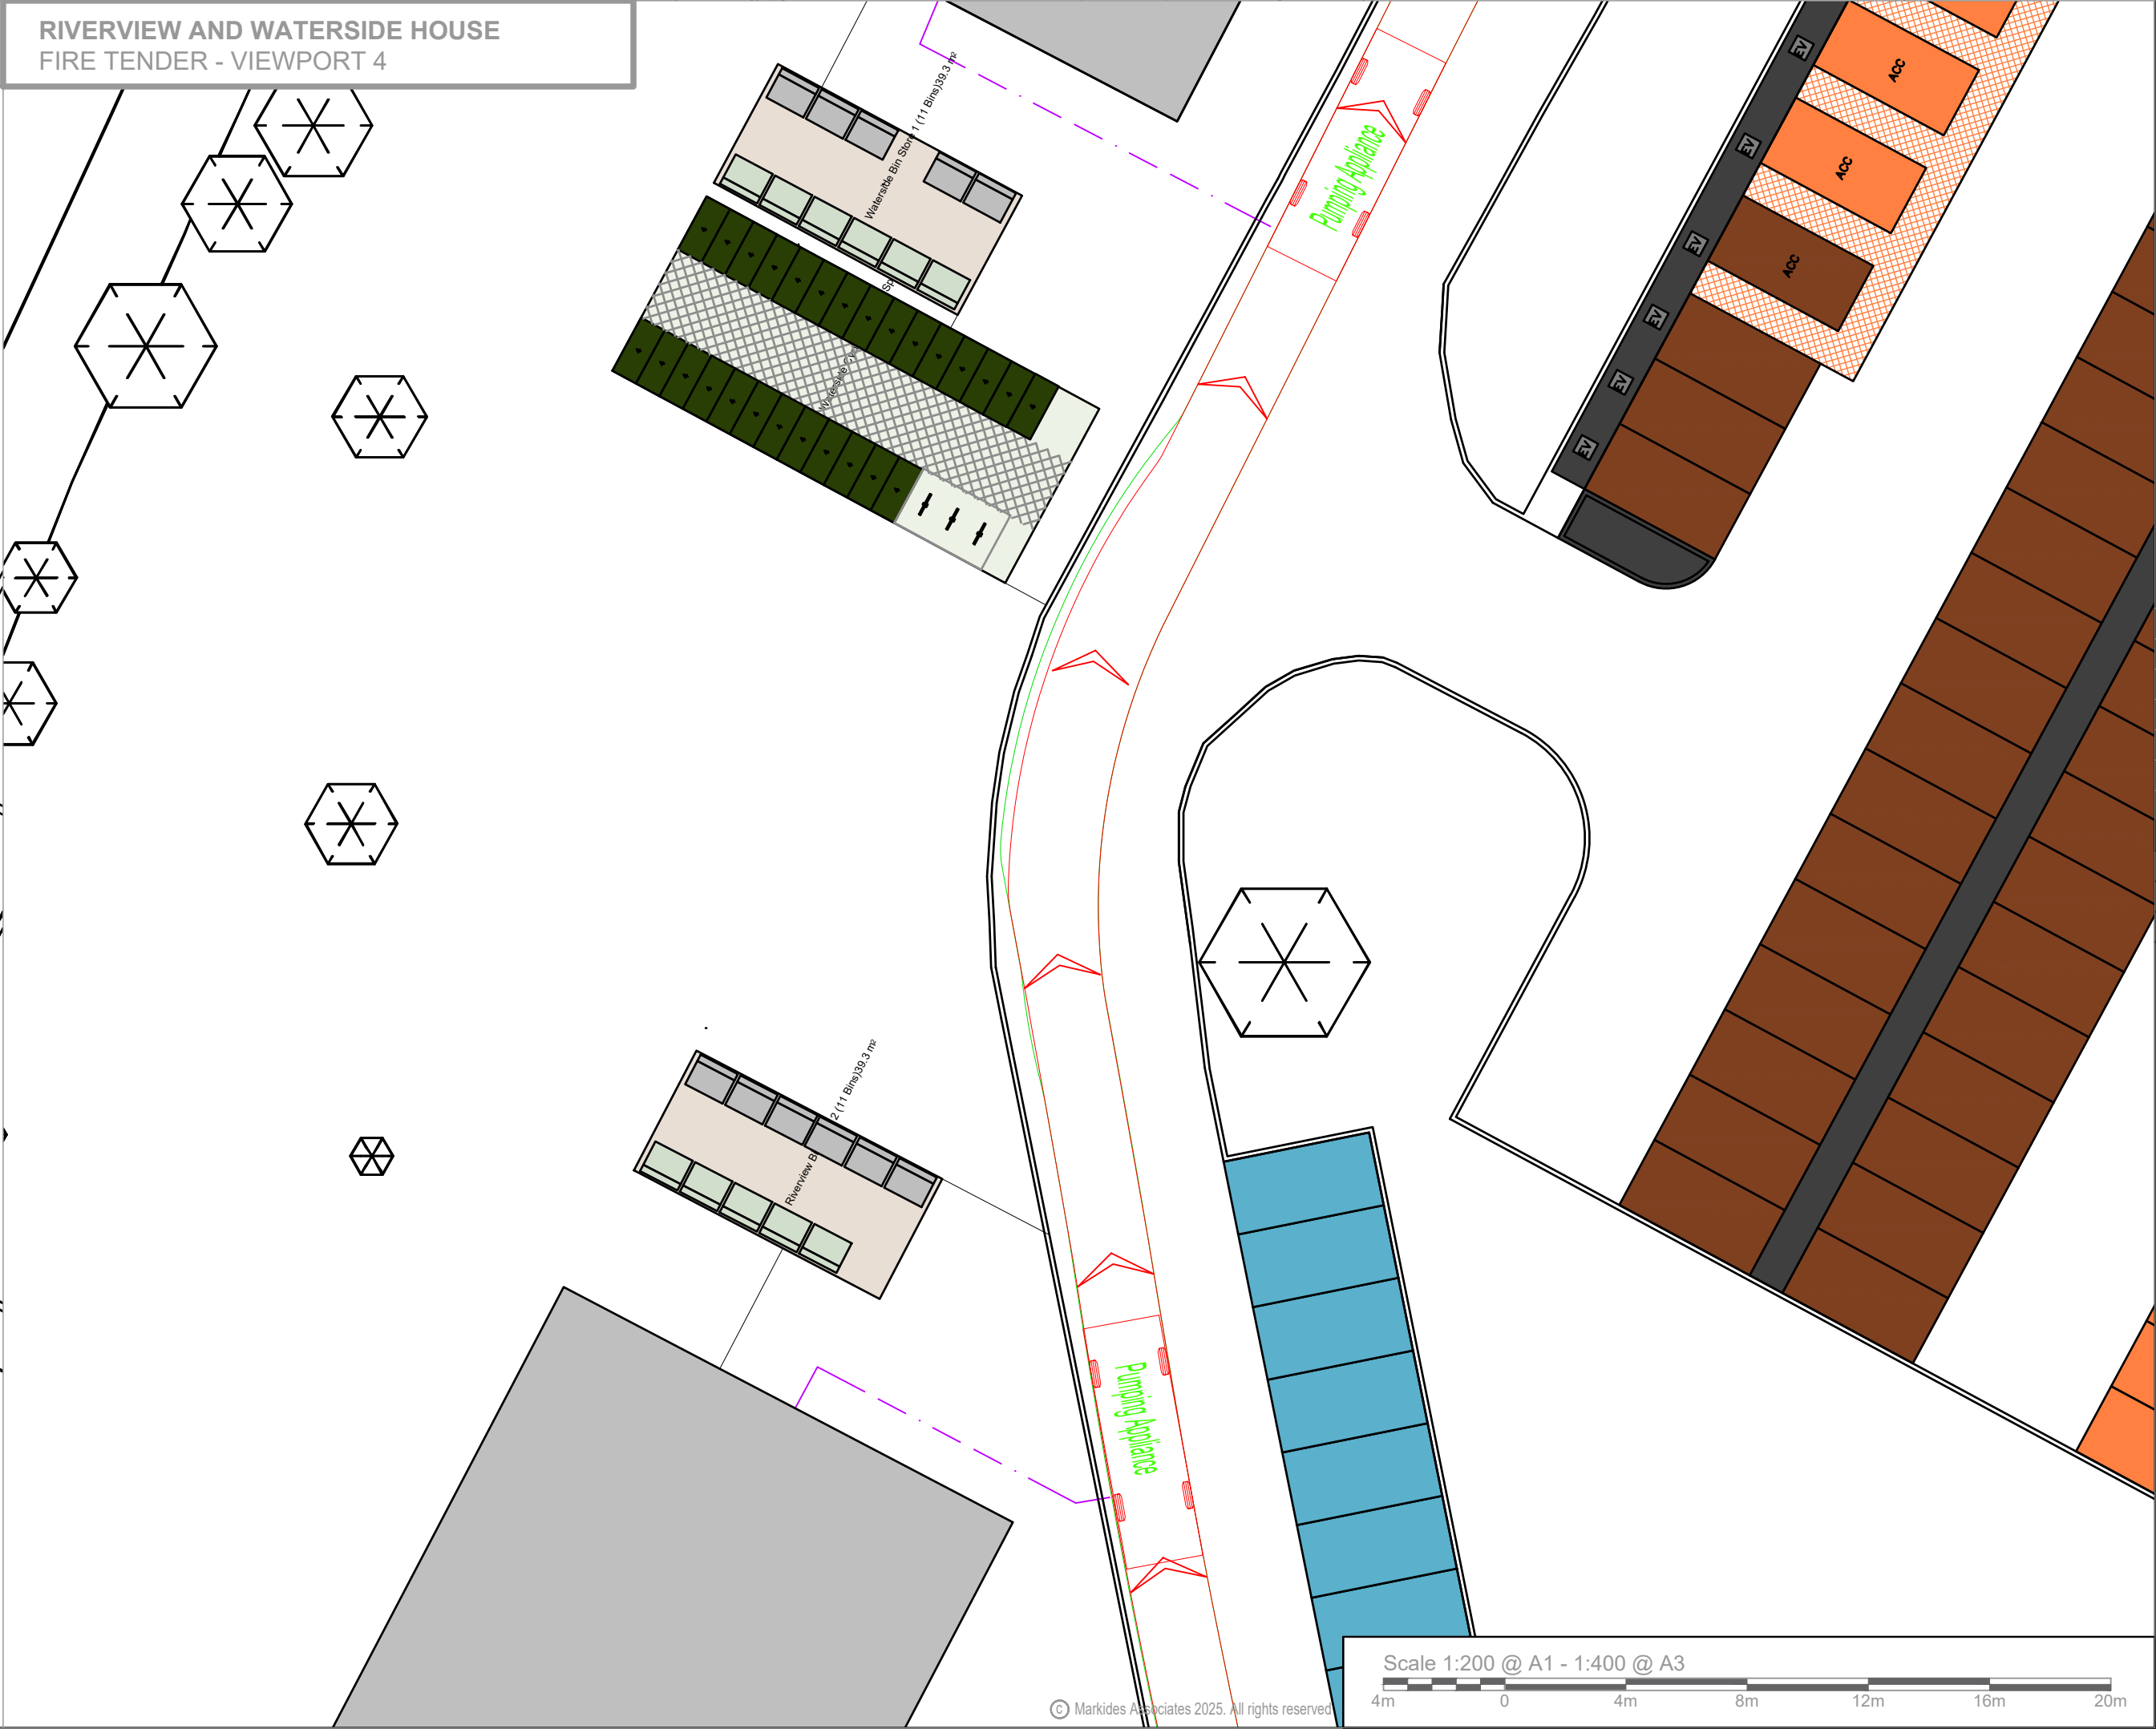 RIVERVIEW AND WATERSIDE HOUSE
FIRE TENDER - VIEWPORT 4
Waterside Bin Store 1 (11 Bins)39.3 m²
Pumping Appliance
EV
ACC
EV
ACC
EV
ACC
EV
EV
EV
Waterside Cy
Sp
Riverview B
2 (11 Bins)39.3 m²
Pumping Appliance
Scale 1:200 @ A1 - 1:400 @ A3
4m 0 4m 8m 12m 16m 20m
© Markides Associates 2025. All rights reserved